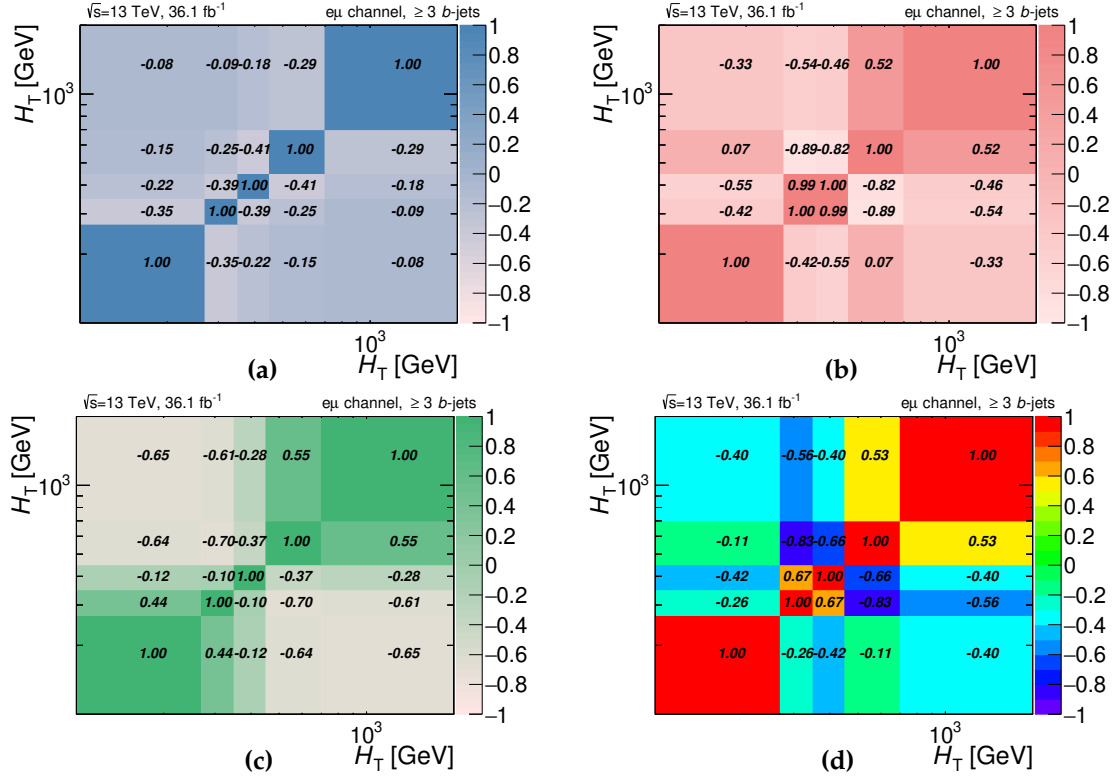 √s=13 TeV, 36.1 fb⁻¹ eμ channel, ≥ 3 b-jets
H_T [GeV]
10³
-0.08 -0.09 -0.18 -0.29 1.00
-0.15 -0.25 -0.41 1.00 -0.29
-0.22 -0.39 1.00 -0.41 -0.18
-0.35 1.00 -0.39 -0.25 -0.09
1.00 -0.35 -0.22 -0.15 -0.08
1
0.8
0.6
0.4
0.2
0
−0.2
−0.4
−0.6
−0.8
−1
10³
H_T [GeV]
(a)
√s=13 TeV, 36.1 fb⁻¹ eμ channel, ≥ 3 b-jets
H_T [GeV]
10³
-0.33 -0.54 -0.46 0.52 1.00
0.07 -0.89 -0.82 1.00 0.52
-0.55 0.99 1.00 -0.82 -0.46
-0.42 1.00 0.99 -0.89 -0.54
1.00 -0.42 -0.55 0.07 -0.33
1
0.8
0.6
0.4
0.2
0
−0.2
−0.4
−0.6
−0.8
−1
10³
H_T [GeV]
(b)
√s=13 TeV, 36.1 fb⁻¹ eμ channel, ≥ 3 b-jets
H_T [GeV]
10³
-0.65 -0.61 -0.28 0.55 1.00
-0.64 -0.70 -0.37 1.00 0.55
-0.12 -0.10 1.00 -0.37 -0.28
0.44 1.00 -0.10 -0.70 -0.61
1.00 0.44 -0.12 -0.64 -0.65
1
0.8
0.6
0.4
0.2
0
−0.2
−0.4
−0.6
−0.8
−1
10³
H_T [GeV]
(c)
√s=13 TeV, 36.1 fb⁻¹ eμ channel, ≥ 3 b-jets
H_T [GeV]
10³
-0.40 -0.56 -0.40 0.53 1.00
-0.11 -0.83 -0.66 1.00 0.53
-0.42 0.67 1.00 -0.66 -0.40
-0.26 1.00 0.67 -0.83 -0.56
1.00 -0.26 -0.42 -0.11 -0.40
1
0.8
0.6
0.4
0.2
0
−0.2
−0.4
−0.6
−0.8
−1
10³
H_T [GeV]
(d)